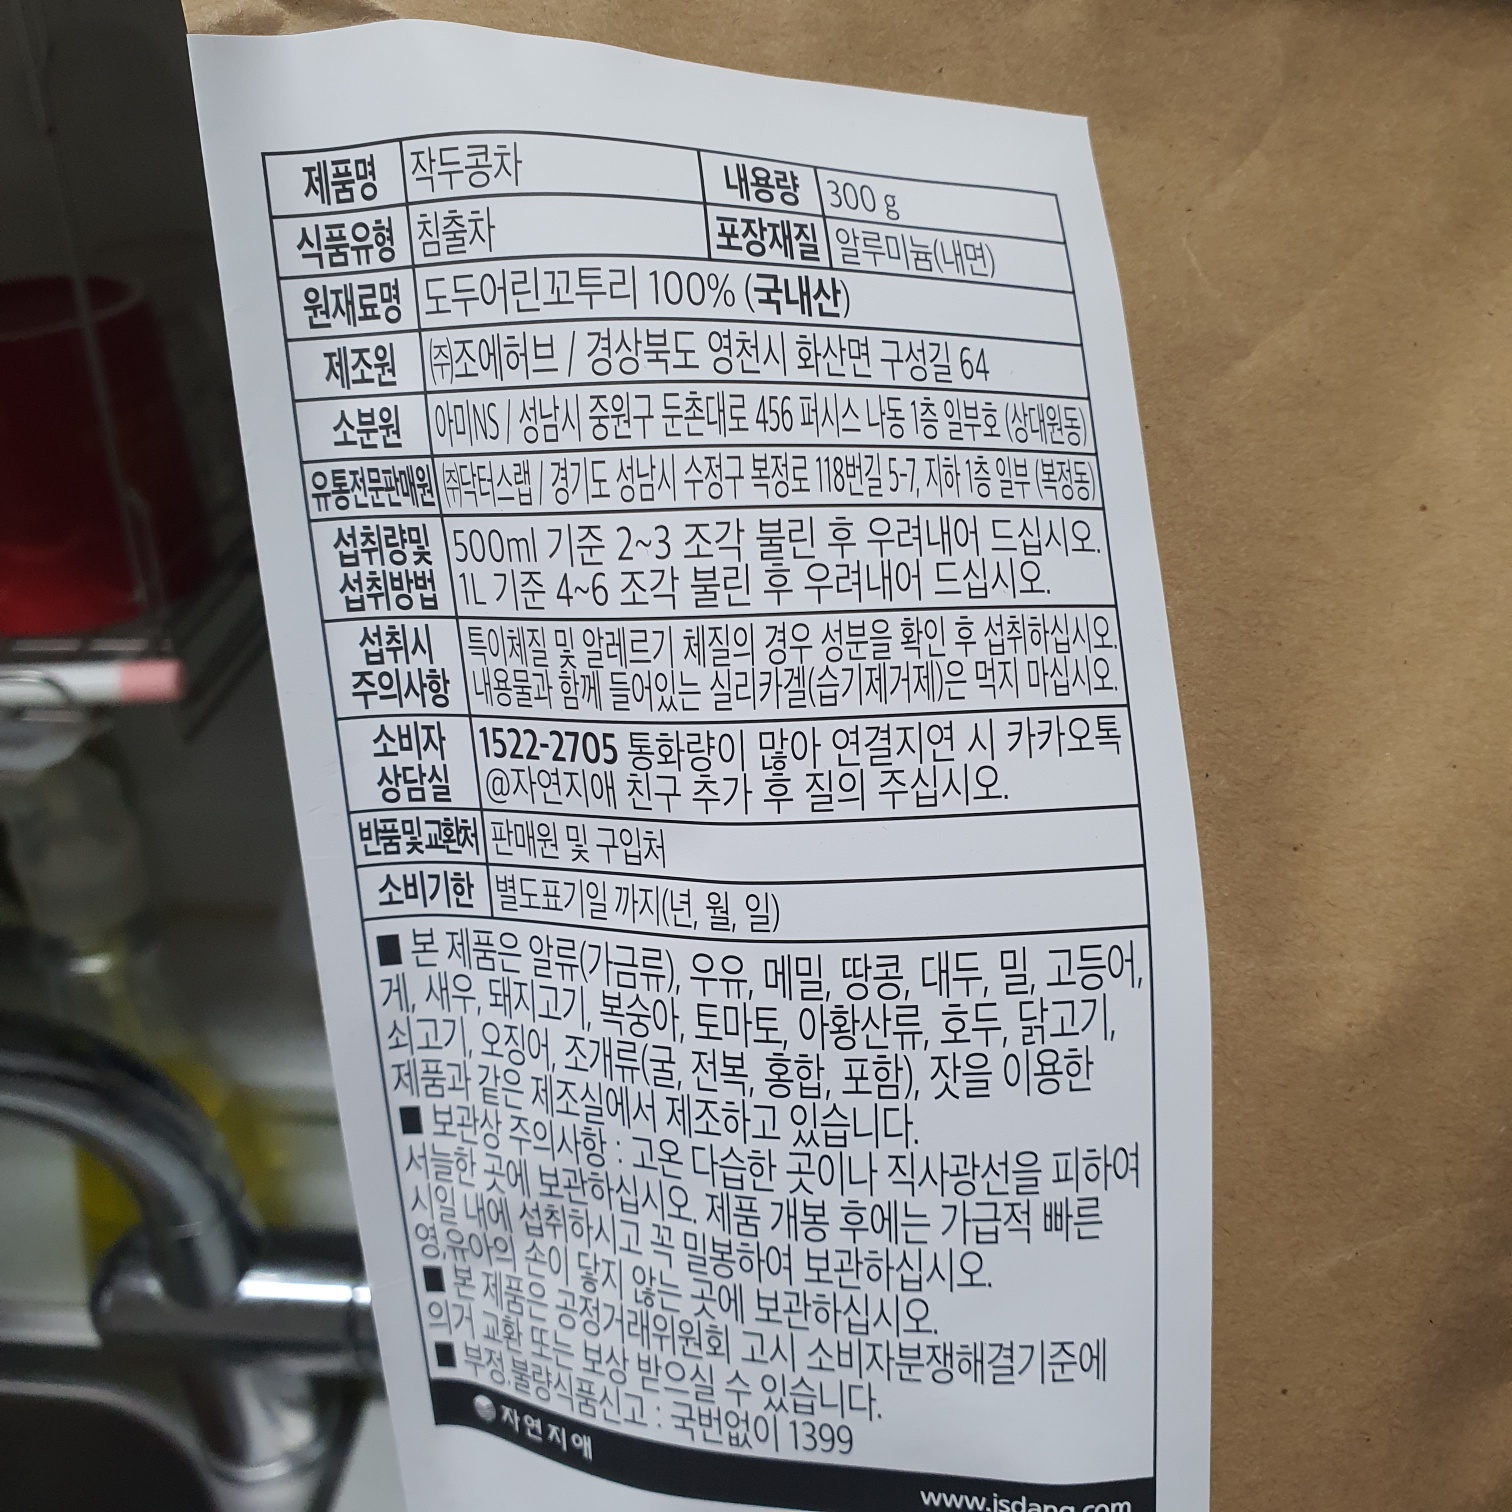 제품명 작두콩차 내용량 300 g
식품유형 침출차 포장재질 알루미늄(내면)
원재료명 도두어린꼬투리 100% (국내산)
제조원 ㈜조에허브 / 경상북도 영천시 화산면 구성길 64
소분원 아미NS / 성남시 중원구 둔촌대로 456 퍼시스 나동 1층 일부호 (상대원동)
유통전문판매원 ㈜닥터스랩 / 경기도 성남시 수정구 복정로 118번길 5-7, 지하 1층 일부 (복정동)
섭취량및 500ml 기준 2~3 조각 불린 후 우려내어 드십시오.
섭취방법 1L 기준 4~6 조각 불린 후 우려내어 드십시오.
섭취시 특이체질 및 알레르기 체질의 경우 성분을 확인 후 섭취하십시오.
주의사항 내용물과 함께 들어있는 실리카겔(습기제거제)은 먹지 마십시오.
소비자 1522-2705 통화량이 많아 연결지연 시 카카오톡
상담실 @자연지애 친구 추가 후 질의 주십시오.
반품및교환처 판매원 및 구입처
소비기한 별도표기일 까지(년, 월, 일)
■ 본 제품은 알류(가금류), 우유, 메밀, 땅콩, 대두, 밀, 고등어,
게, 새우, 돼지고기, 복숭아, 토마토, 아황산류, 호두, 닭고기,
쇠고기, 오징어, 조개류(굴, 전복, 홍합, 포함), 잣을 이용한
제품과 같은 제조실에서 제조하고 있습니다.
■ 보관상 주의사항 : 고온 다습한 곳이나 직사광선을 피하여
서늘한 곳에 보관하십시오. 제품 개봉 후에는 가급적 빠른
시일 내에 섭취하시고 꼭 밀봉하여 보관하십시오.
영,유아의 손이 닿지 않는 곳에 보관하십시오.
■ 본 제품은 공정거래위원회 고시 소비자분쟁해결기준에
의거 교환 또는 보상 받으실 수 있습니다.
■ 부정,불량식품신고 : 국번없이 1399
자연지애
www.jsdang.com